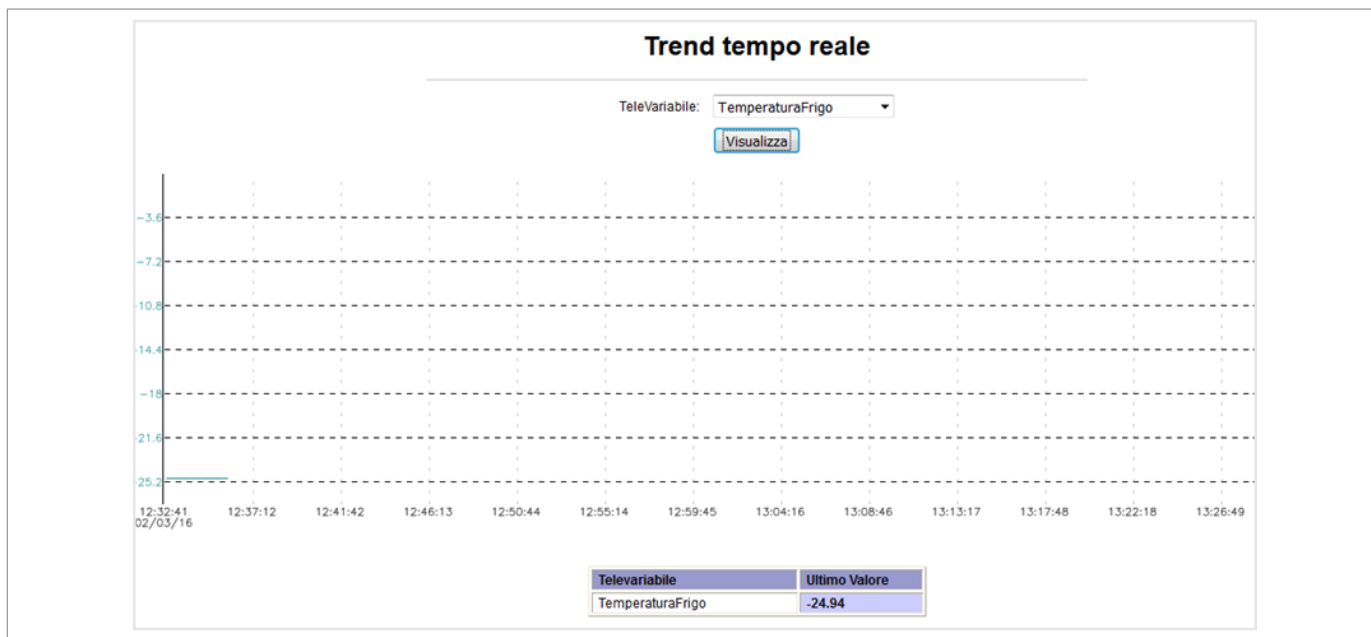 Trend tempo reale
TeleVariabile: TemperaturaFrigo
Visualizza
-3.6
-7.2
-10.8
-14.4
-18
-21.6
-25.2
12:32:41 12:37:12 12:41:42 12:46:13 12:50:44 12:55:14 12:59:45 13:04:16 13:08:46 13:13:17 13:17:48 13:22:18 13:26:49
02/03/16
Televariabile Ultimo Valore
TemperaturaFrigo -24.94